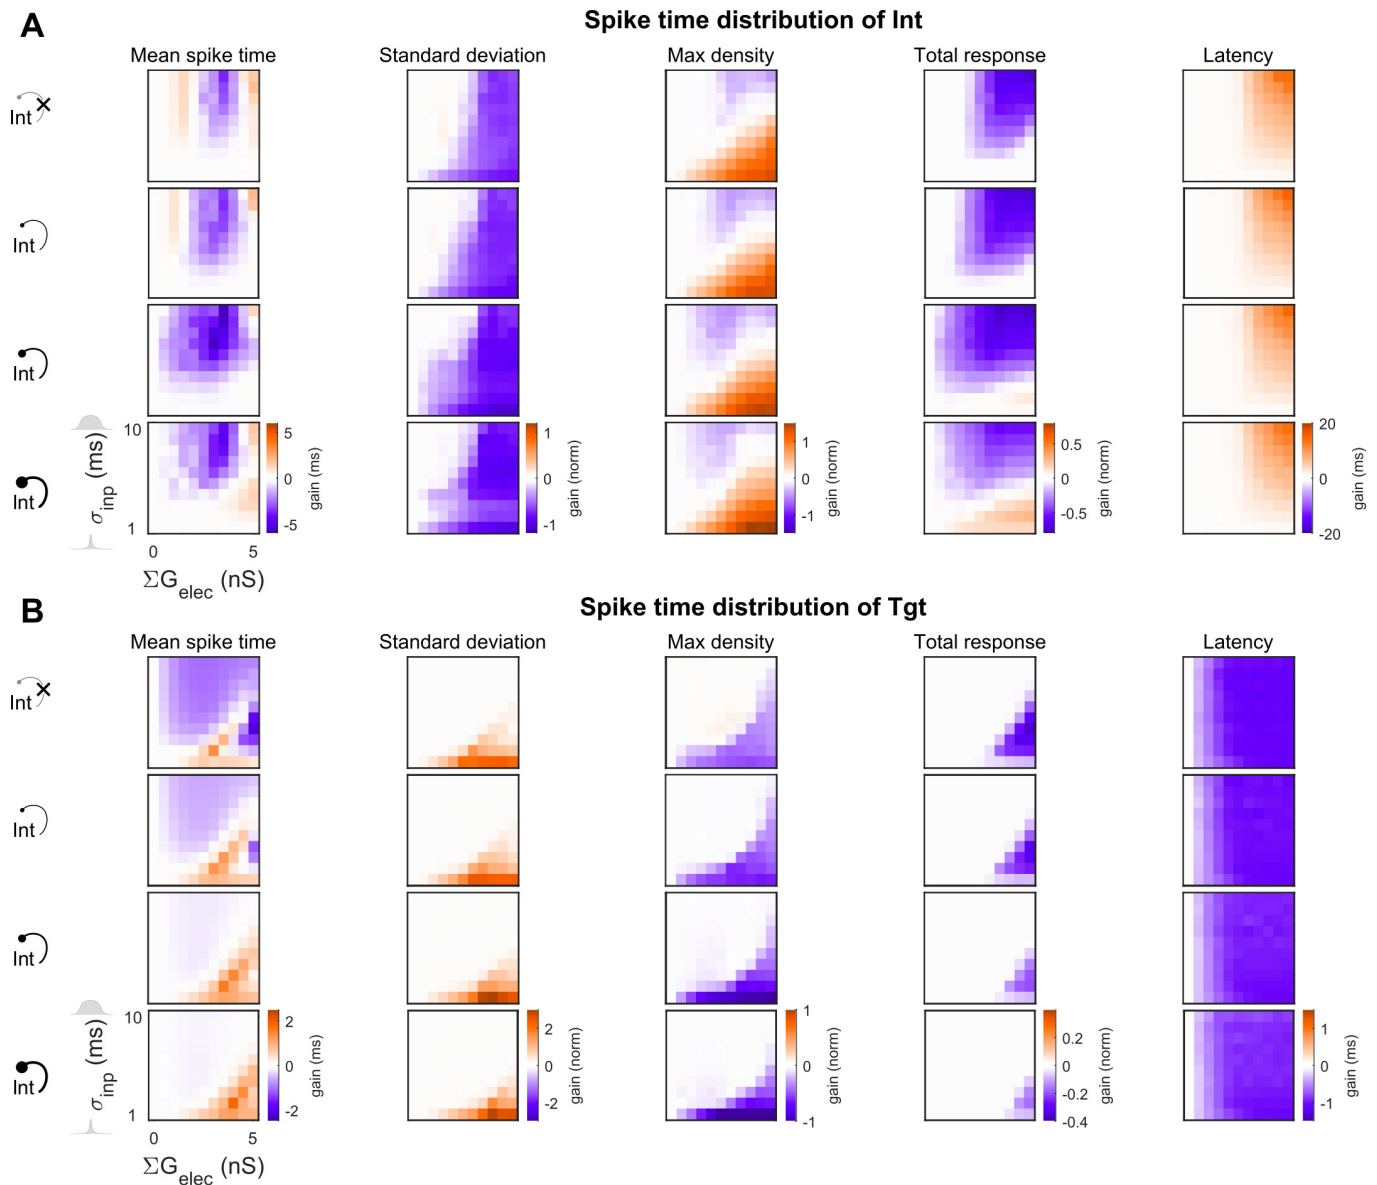 A
Spike time distribution of Int
Mean spike time
Standard deviation
Max density
Total response
Latency
Int
Int
Int
Int
σinp (ms)
10
1
0
5
ΣGelec (nS)
5
0
-5
gain (ms)
1
0
-1
gain (norm)
1
0
-1
gain (norm)
0.5
0
-0.5
gain (norm)
20
0
-20
gain (ms)
B
Spike time distribution of Tgt
Mean spike time
Standard deviation
Max density
Total response
Latency
Int
Int
Int
Int
σinp (ms)
10
1
0
5
ΣGelec (nS)
2
0
-2
gain (ms)
2
0
-2
gain (norm)
1
0
-1
gain (norm)
0.2
0
-0.2
-0.4
gain (norm)
1
0
-1
gain (ms)